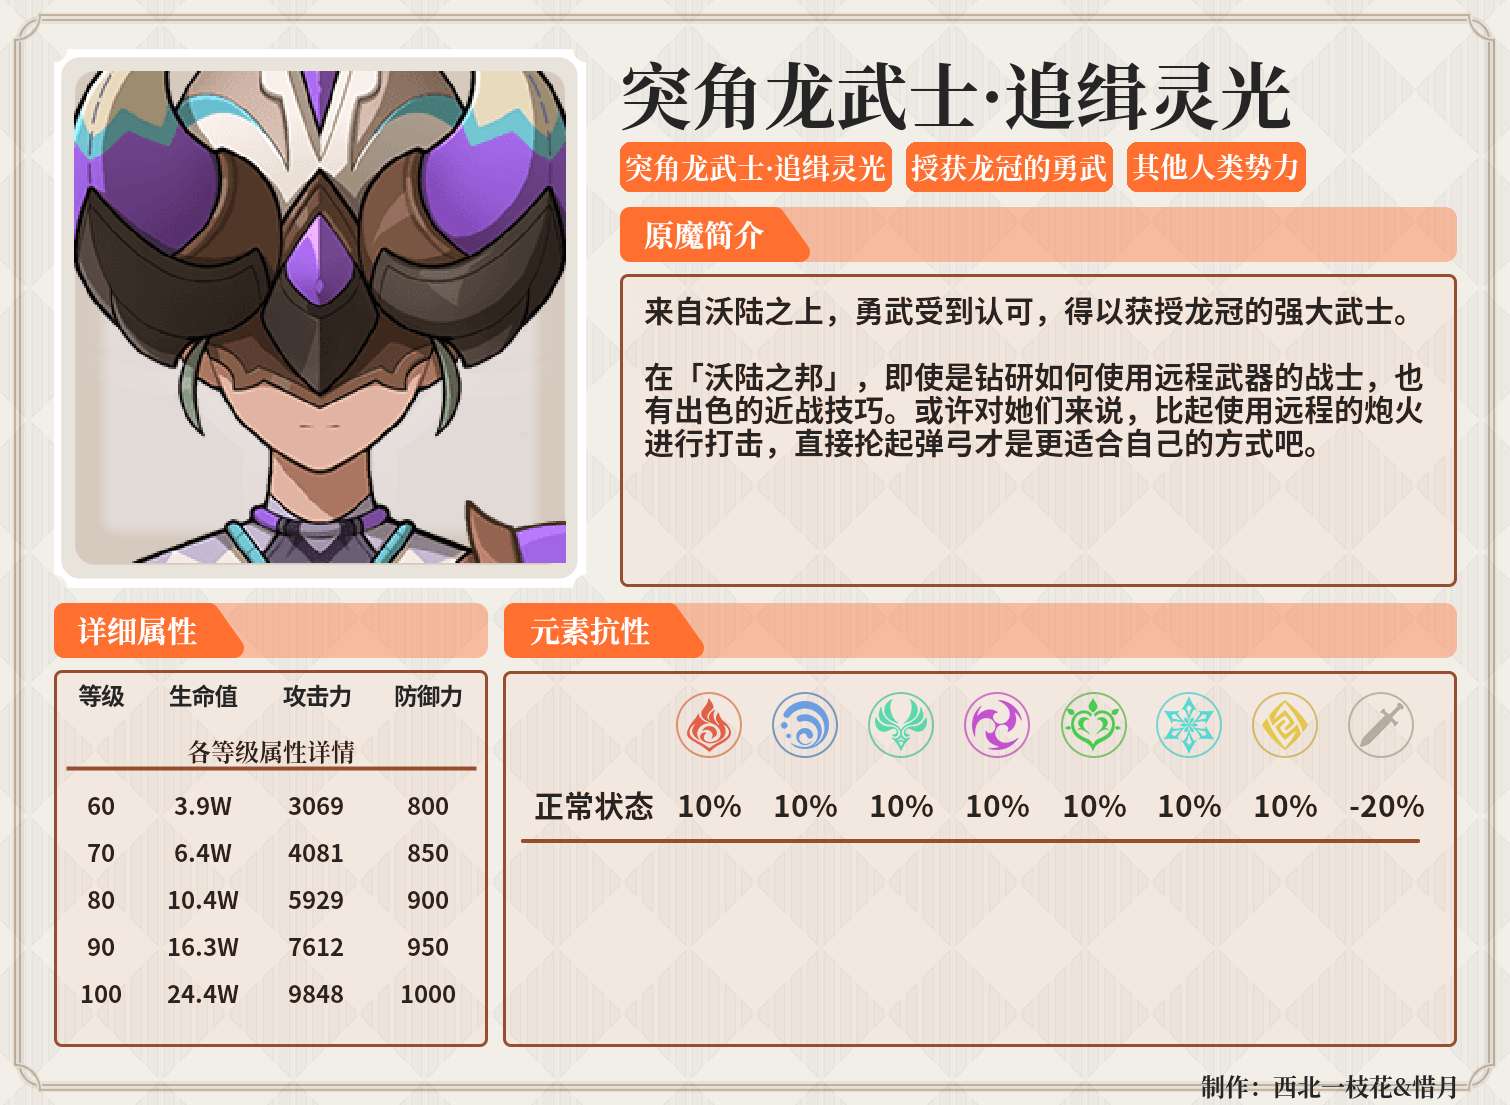 突角龙武士·追缉灵光
突角龙武士·追缉灵光 授获龙冠的勇武 其他人类势力
原魔简介
来自沃陆之上，勇武受到认可，得以获授龙冠的强大武士。
在「沃陆之邦」，即使是钻研如何使用远程武器的战士，也
有出色的近战技巧。或许对她们来说，比起使用远程的炮火
进行打击，直接抡起弹弓才是更适合自己的方式吧。
详细属性
等级 生命值 攻击力 防御力
各等级属性详情
60 3.9W 3069 800
70 6.4W 4081 850
80 10.4W 5929 900
90 16.3W 7612 950
100 24.4W 9848 1000
元素抗性
正常状态 10% 10% 10% 10% 10% 10% 10% -20%
制作：西北一枝花&惜月